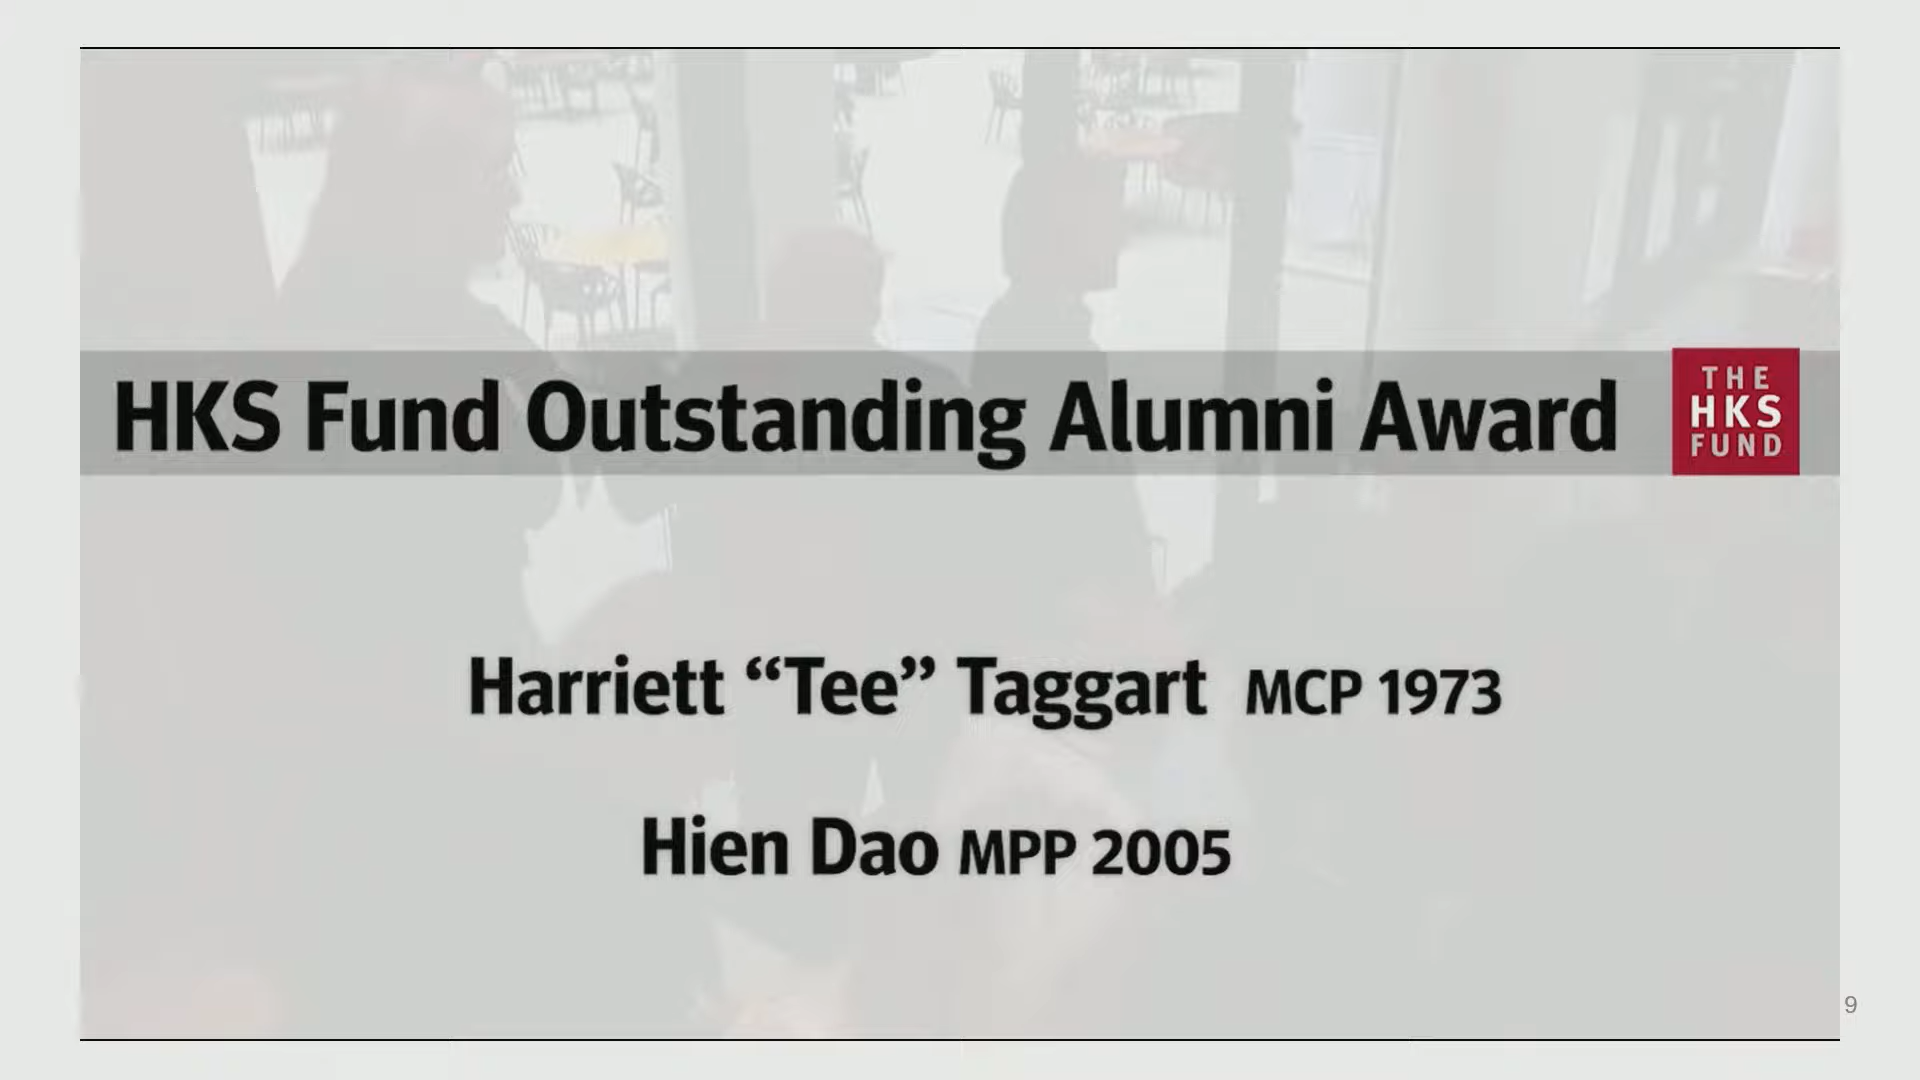 HKS Fund Outstanding Alumni Award
THE
HKS
FUND
Harriett “Tee” Taggart MCP 1973
Hien Dao MPP 2005
9